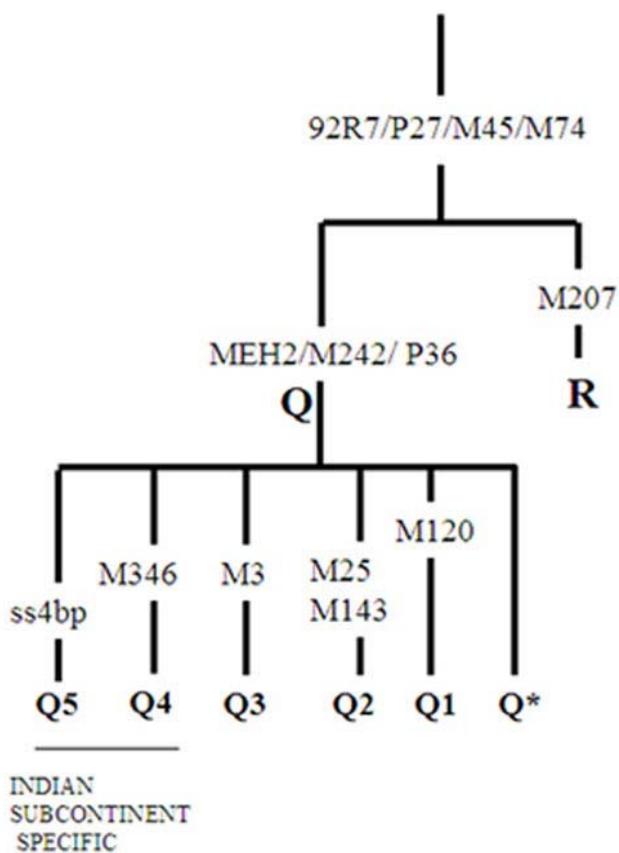 92R7/P27/M45/M74
M207
MEH2/M242/ P36
Q
R
M120
M346
M3
M25
M143
ss4bp
Q5
Q4
Q3
Q2
Q1
Q*
INDIAN
SUBCONTINENT
SPECIFIC